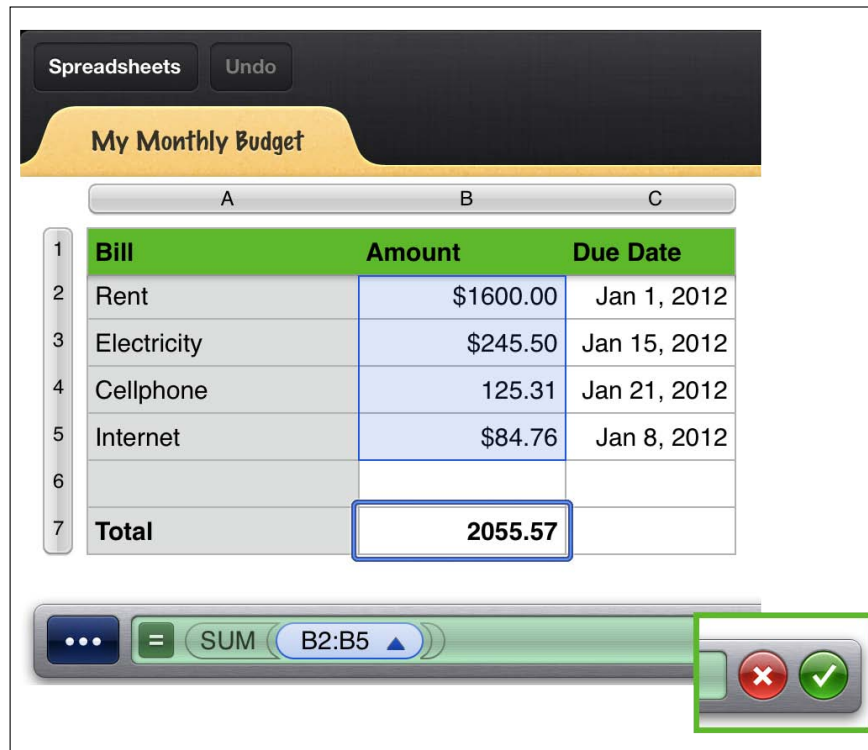 Spreadsheets Undo
My Monthly Budget
A B C
1 Bill Amount Due Date
2 Rent $1600.00 Jan 1, 2012
3 Electricity $245.50 Jan 15, 2012
4 Cellphone 125.31 Jan 21, 2012
5 Internet $84.76 Jan 8, 2012
6
7 Total 2055.57
••• = SUM B2:B5